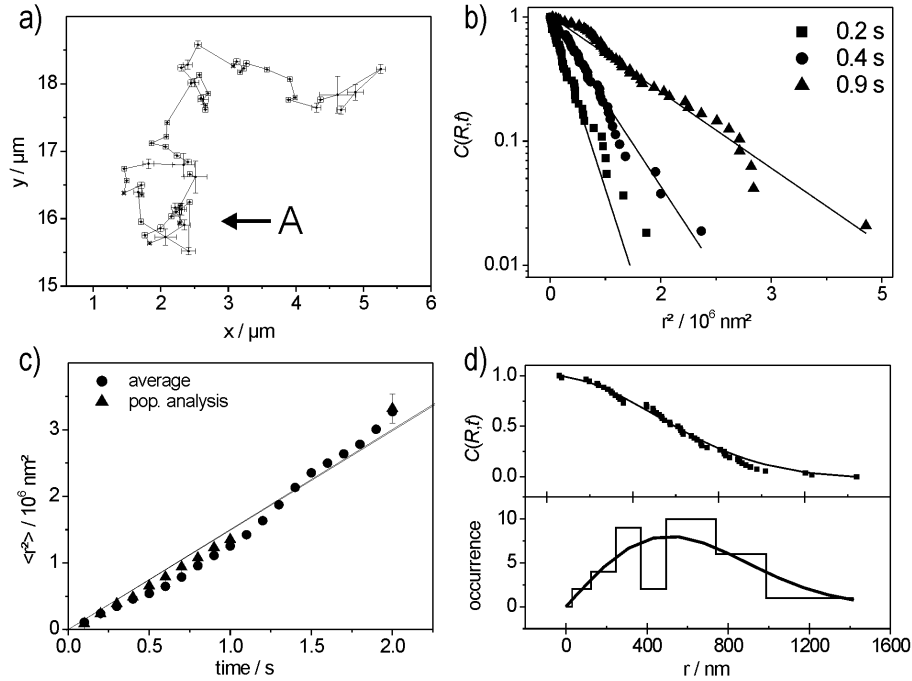 a)
18
17
16
15
1 2 3 4 5 6
y / µm
x / µm
A
b)
1
0.1
0.01
0 2 3 5
C(R,t)
r² / 10⁶ nm²
0.2 s
0.4 s
0.9 s
c)
average
pop. analysis
3
2
1
0
0.0 0.5 1.0 1.5 2.0
<r²> / 10⁶ nm²
time / s
d)
1.0
0.5
0.0
C(R,t)
10
5
0
occurrence
0 400 800 1200 1600
r / nm